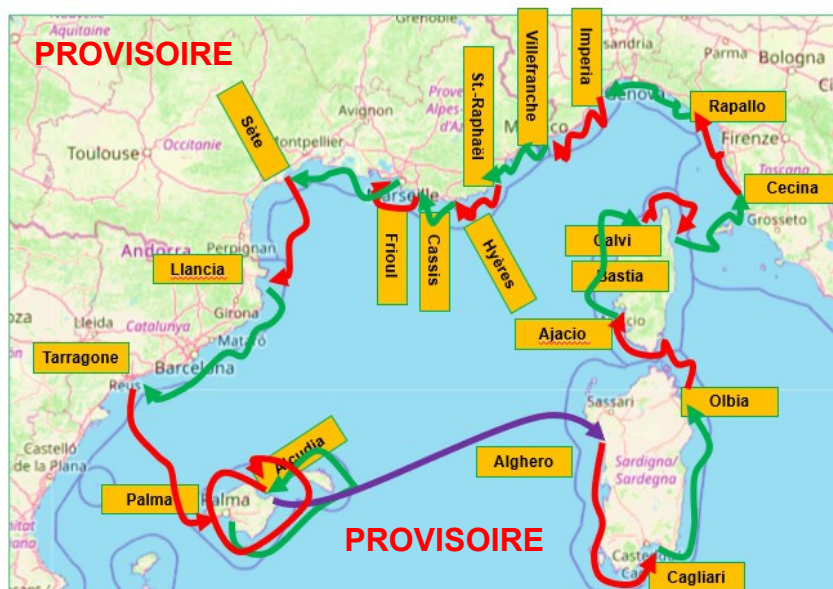 Nouvelle-
Aquitaine
PROVISOIRE
Grenoble
Parma
Bologna
Avignon
Toulouse
Occitanie
Montpellier
Sète
St.-Raphaël
Villefranche
Imperia
Genova
Rapallo
Firenze
Toscana
Cecina
Grosseto
Marseille
Frioul
Cassis
Hyères
Andorra
Perpignan
Llancia
Girona
Lleida
Catalunya
Mataró
Barcelona
Tarragone
Reus
Calvi
Bastia
Ajacio
Olbia
Sassari
Castelló
de la Plana
Alcudia
Alghero
Sardigna/
Sardegna
Palma
Palma
PROVISOIRE
Cagliari